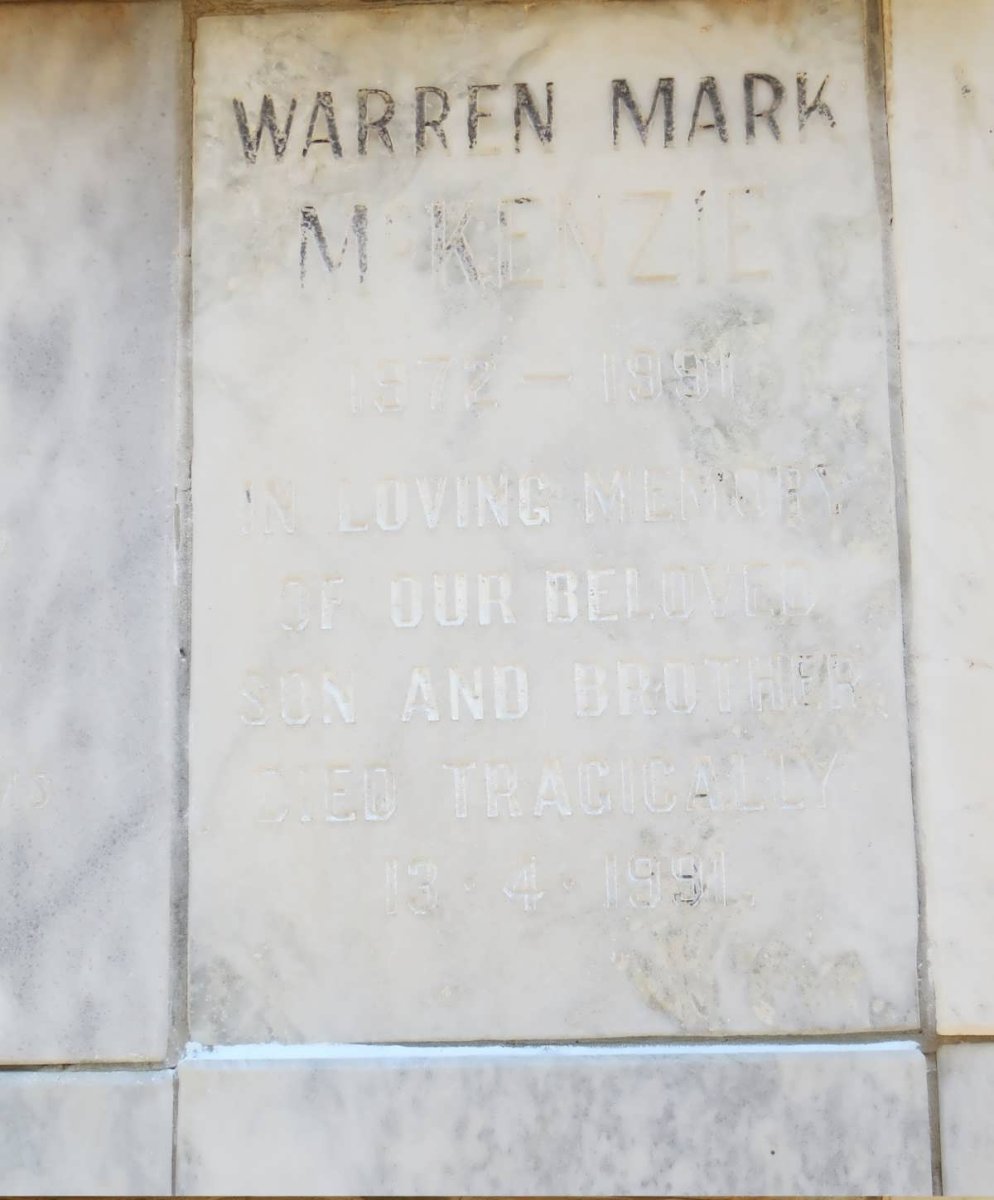 WARREN MARK
McKENZIE
1972 – 1991
IN LOVING MEMORY
OF OUR BELOVED
SON AND BROTHER
DIED TRAGICALLY
13·4·1991.